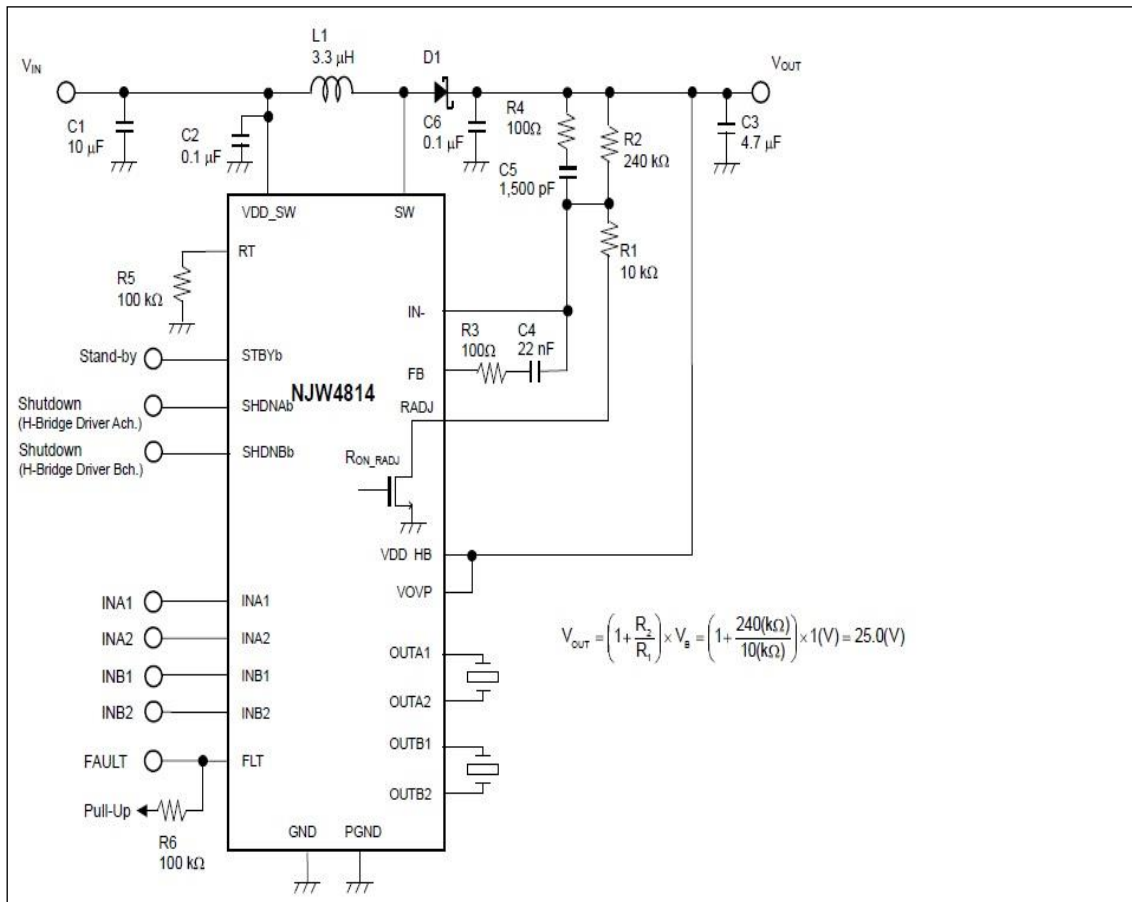 L1
3.3 µH
D1
VIN
VOUT
C1
10 µF
C2
0.1 µF
C6
0.1 µF
R4
100Ω
R2
240 kΩ
C3
4.7 µF
C5
1,500 pF
R1
10 kΩ
VDD_SW
SW
RT
R5
100 kΩ
IN-
R3
100Ω
C4
22 nF
FB
Stand-by
STBYb
NJW4814
RADJ
Shutdown
(H-Bridge Driver Ach.)
SHDNAb
Shutdown
(H-Bridge Driver Bch.)
SHDNBb
RON_RADJ
VDD HB
VOVP
INA1
INA1
INA2
INA2
INB1
INB1
INB2
INB2
OUTA1
OUTA2
OUTB1
OUTB2
VOUT = (1+R2/R1)×VB = (1+240(kΩ)/10(kΩ))×1(V) = 25.0(V)
FAULT
FLT
Pull-Up
R6
100 kΩ
GND
PGND